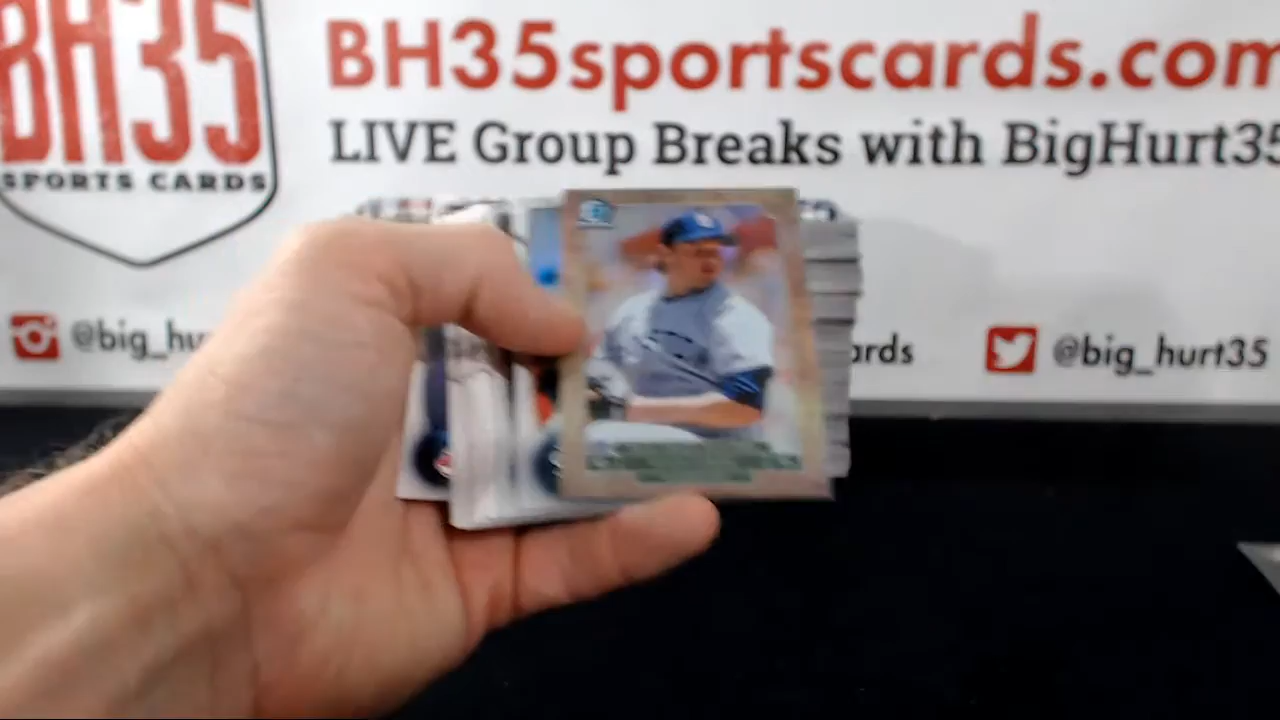 BH35
SPORTS CARDS
BH35sportscards.com
LIVE Group Breaks with BigHurt35
@big_hu
ards
@big_hurt35